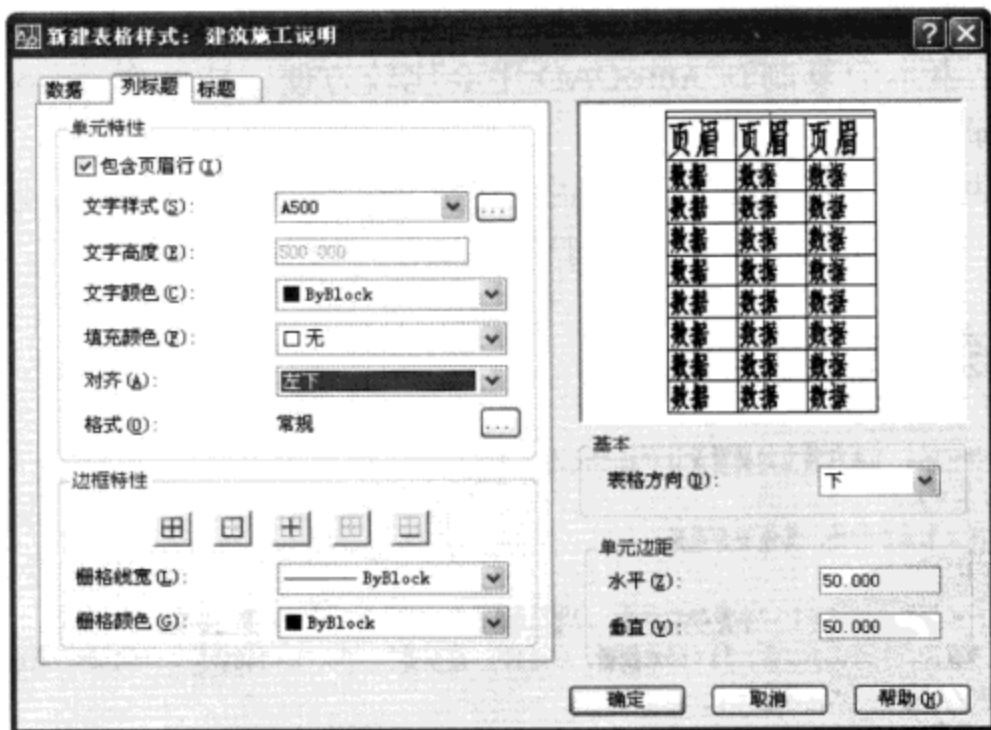 新建表格样式：建筑施工说明
数据 列标题 标题
单元特性
包含页眉行(I)
文字样式(S): A500 ...
文字高度(E): 500.000
文字颜色(C): ByBlock
填充颜色(F): 无
对齐(A): 左下
格式(O): 常规 ...
边框特性
栅格线宽(L): ByBlock
栅格颜色(G): ByBlock
页眉 页眉 页眉
数据 数据 数据
数据 数据 数据
数据 数据 数据
数据 数据 数据
数据 数据 数据
数据 数据 数据
数据 数据 数据
数据 数据 数据
基本
表格方向(D): 下
单元边距
水平(Z): 50.000
垂直(V): 50.000
确定 取消 帮助(H)